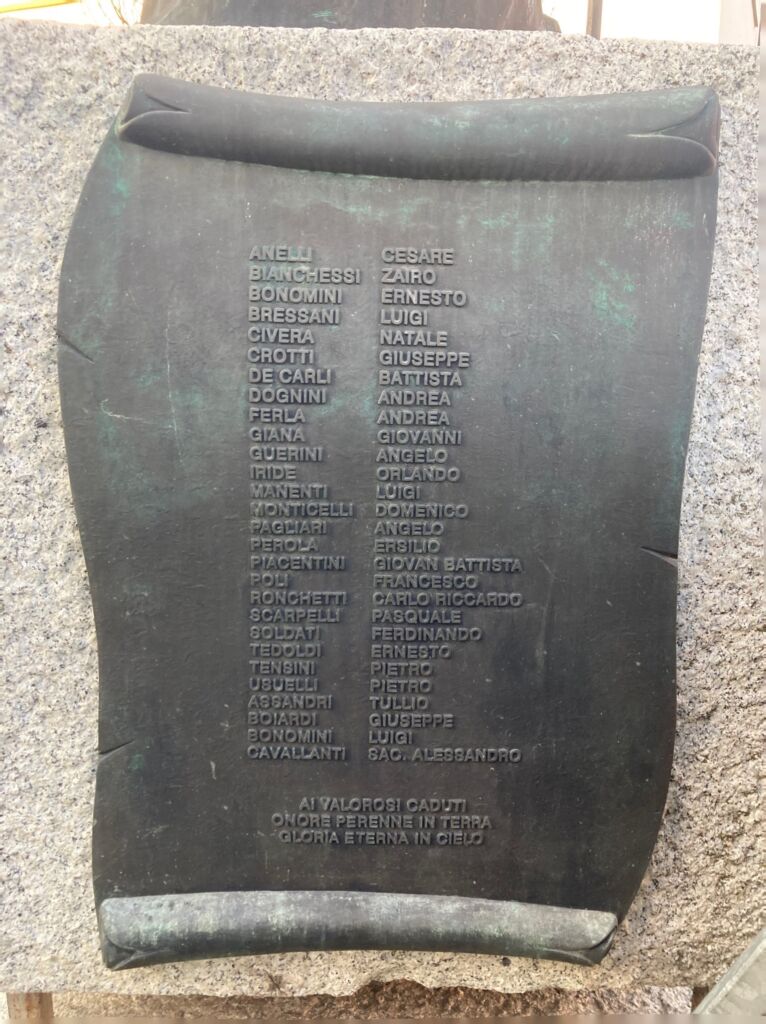 ANELLI CESARE
BIANCHESSI ZAIRO
BONOMINI ERNESTO
BRESSANI LUIGI
CIVERA NATALE
CROTTI GIUSEPPE
DE CARLI BATTISTA
DOGNINI ANDREA
FERLA ANDREA
GIANA GIOVANNI
GUERINI ANGELO
IRIDE ORLANDO
MANENTI LUIGI
MONTICELLI DOMENICO
PAGLIARI ANGELO
PEROLA ERSILIO
PIACENTINI GIOVAN BATTISTA
POLI FRANCESCO
RONCHETTI CARLO RICCARDO
SCARPELLI PASQUALE
SOLDATI FERDINANDO
TEDOLDI ERNESTO
TENSINI PIETRO
USUELLI PIETRO
ASSANDRI TULLIO
BOIARDI GIUSEPPE
BONOMINI LUIGI
CAVALLANTI SAC. ALESSANDRO
AI VALOROSI CADUTI
ONORE PERENNE IN TERRA
GLORIA ETERNA IN CIELO